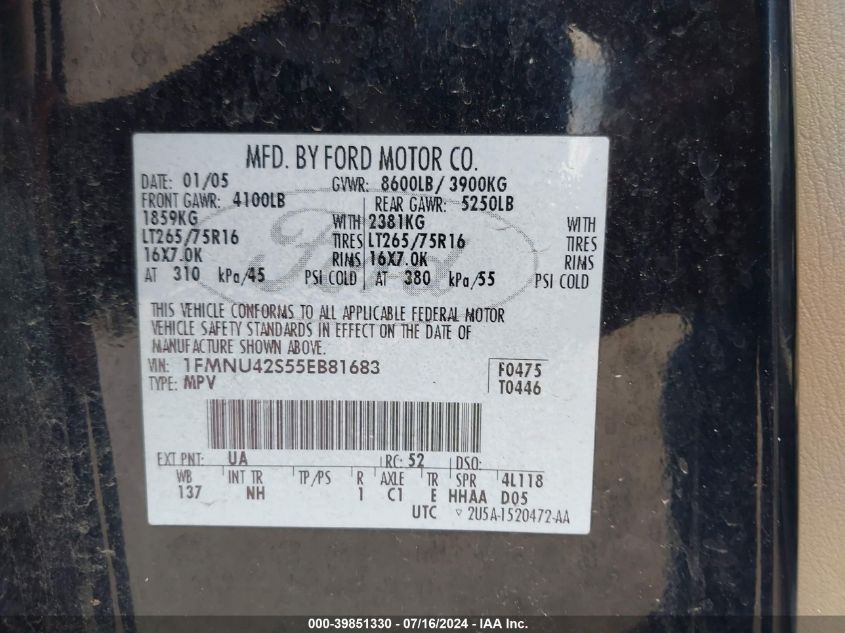 MFD. BY FORD MOTOR CO.
DATE: 01/05 GVWR: 8600LB/ 3900KG
FRONT GAWR: 4100LB REAR GAWR: 5250LB
1859KG WITH 2381KG WITH
LT265/75R16 TIRES LT265/75R16 TIRES
16X7.0K RIMS 16X7.0K RIMS
AT 310 kPa/45 PSI COLD AT 380 kPa/55 PSI COLD
Ford
THIS VEHICLE CONFORMS TO ALL APPLICABLE FEDERAL MOTOR
VEHICLE SAFETY STANDARDS IN EFFECT ON THE DATE OF
MANUFACTURE SHOWN ABOVE.
VIN: 1FMNU42S55EB81683 F0475
TYPE: MPV T0446
EXT PNT: UA RC: 52 DSO:
WB INT TR TP/PS R AXLE TR SPR 4L118
137 NH 1 C1 E HHAA D05
UTC ▽ 2U5A-1520472-AA
000-39851330 - 07/16/2024 - IAA Inc.